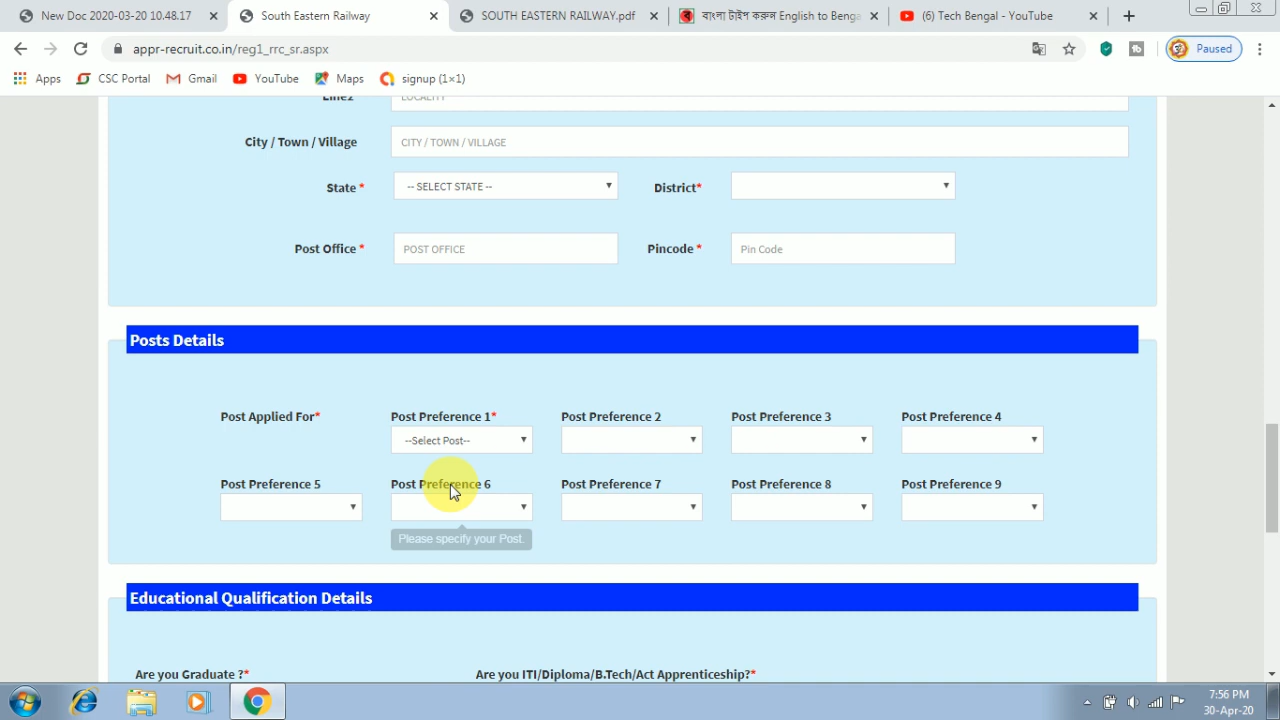 New Doc 2020-03-20 10.48.17
South Eastern Railway
SOUTH EASTERN RAILWAY.pdf
বাংলা টাইপ করুন English to Beng
(6) Tech Bengal - YouTube
appr-recruit.co.in/reg1_rrc_sr.aspx
Paused
Apps
CSC Portal
Gmail
YouTube
Maps
signup (1×1)
Line2
LOCALITY
City / Town / Village
CITY / TOWN / VILLAGE
State *
-- SELECT STATE --
District*
Post Office *
POST OFFICE
Pincode *
Pin Code
Posts Details
Post Applied For*
Post Preference 1*
Post Preference 2
Post Preference 3
Post Preference 4
--Select Post--
Post Preference 5
Post Preference 6
Post Preference 7
Post Preference 8
Post Preference 9
Please specify your Post.
Educational Qualification Details
Are you Graduate ?*
Are you ITI/Diploma/B.Tech/Act Apprenticeship?*
7:56 PM
30-Apr-20